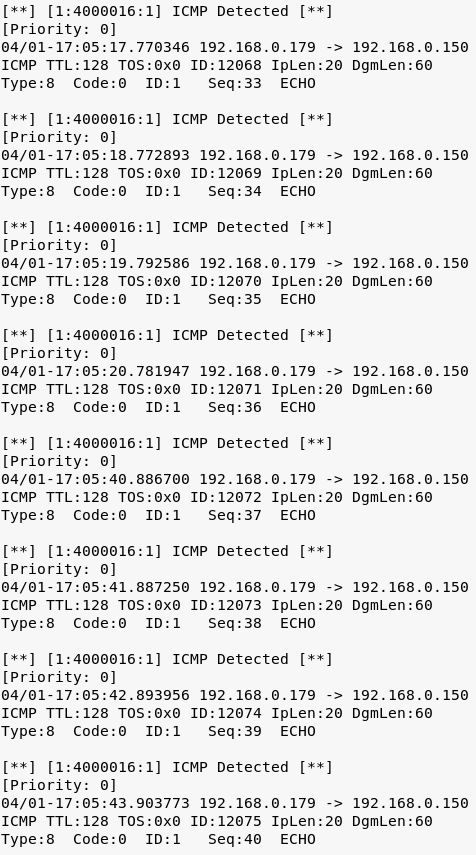 [**] [1:4000016:1] ICMP Detected [**]
[Priority: 0]
04/01-17:05:17.770346 192.168.0.179 -> 192.168.0.150
ICMP TTL:128 TOS:0x0 ID:12068 IpLen:20 DgmLen:60
Type:8  Code:0  ID:1   Seq:33  ECHO

[**] [1:4000016:1] ICMP Detected [**]
[Priority: 0]
04/01-17:05:18.772893 192.168.0.179 -> 192.168.0.150
ICMP TTL:128 TOS:0x0 ID:12069 IpLen:20 DgmLen:60
Type:8  Code:0  ID:1   Seq:34  ECHO

[**] [1:4000016:1] ICMP Detected [**]
[Priority: 0]
04/01-17:05:19.792586 192.168.0.179 -> 192.168.0.150
ICMP TTL:128 TOS:0x0 ID:12070 IpLen:20 DgmLen:60
Type:8  Code:0  ID:1   Seq:35  ECHO

[**] [1:4000016:1] ICMP Detected [**]
[Priority: 0]
04/01-17:05:20.781947 192.168.0.179 -> 192.168.0.150
ICMP TTL:128 TOS:0x0 ID:12071 IpLen:20 DgmLen:60
Type:8  Code:0  ID:1   Seq:36  ECHO

[**] [1:4000016:1] ICMP Detected [**]
[Priority: 0]
04/01-17:05:40.886700 192.168.0.179 -> 192.168.0.150
ICMP TTL:128 TOS:0x0 ID:12072 IpLen:20 DgmLen:60
Type:8  Code:0  ID:1   Seq:37  ECHO

[**] [1:4000016:1] ICMP Detected [**]
[Priority: 0]
04/01-17:05:41.887250 192.168.0.179 -> 192.168.0.150
ICMP TTL:128 TOS:0x0 ID:12073 IpLen:20 DgmLen:60
Type:8  Code:0  ID:1   Seq:38  ECHO

[**] [1:4000016:1] ICMP Detected [**]
[Priority: 0]
04/01-17:05:42.893956 192.168.0.179 -> 192.168.0.150
ICMP TTL:128 TOS:0x0 ID:12074 IpLen:20 DgmLen:60
Type:8  Code:0  ID:1   Seq:39  ECHO

[**] [1:4000016:1] ICMP Detected [**]
[Priority: 0]
04/01-17:05:43.903773 192.168.0.179 -> 192.168.0.150
ICMP TTL:128 TOS:0x0 ID:12075 IpLen:20 DgmLen:60
Type:8  Code:0  ID:1   Seq:40  ECHO